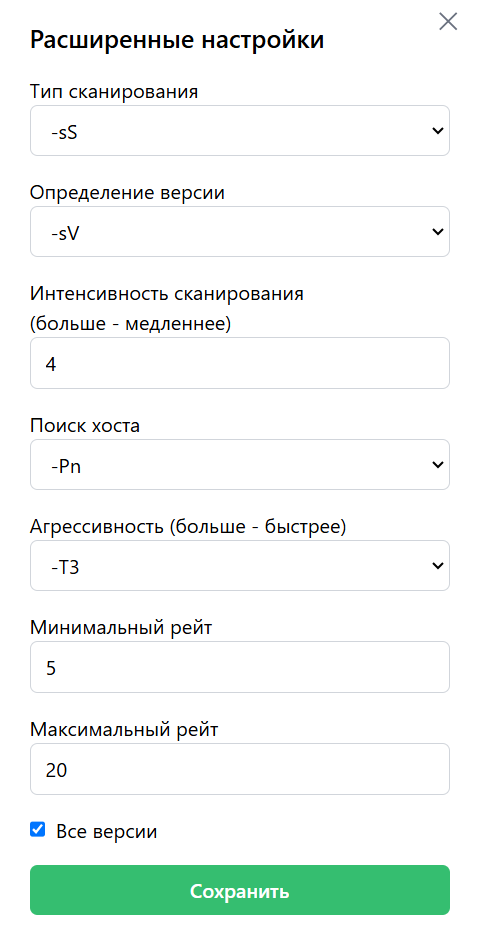 Расширенные настройки
Тип сканирования
-sS
Определение версии
-sV
Интенсивность сканирования
(больше - медленнее)
4
Поиск хоста
-Pn
Агрессивность (больше - быстрее)
-T3
Минимальный рейт
5
Максимальный рейт
20
Все версии
Сохранить